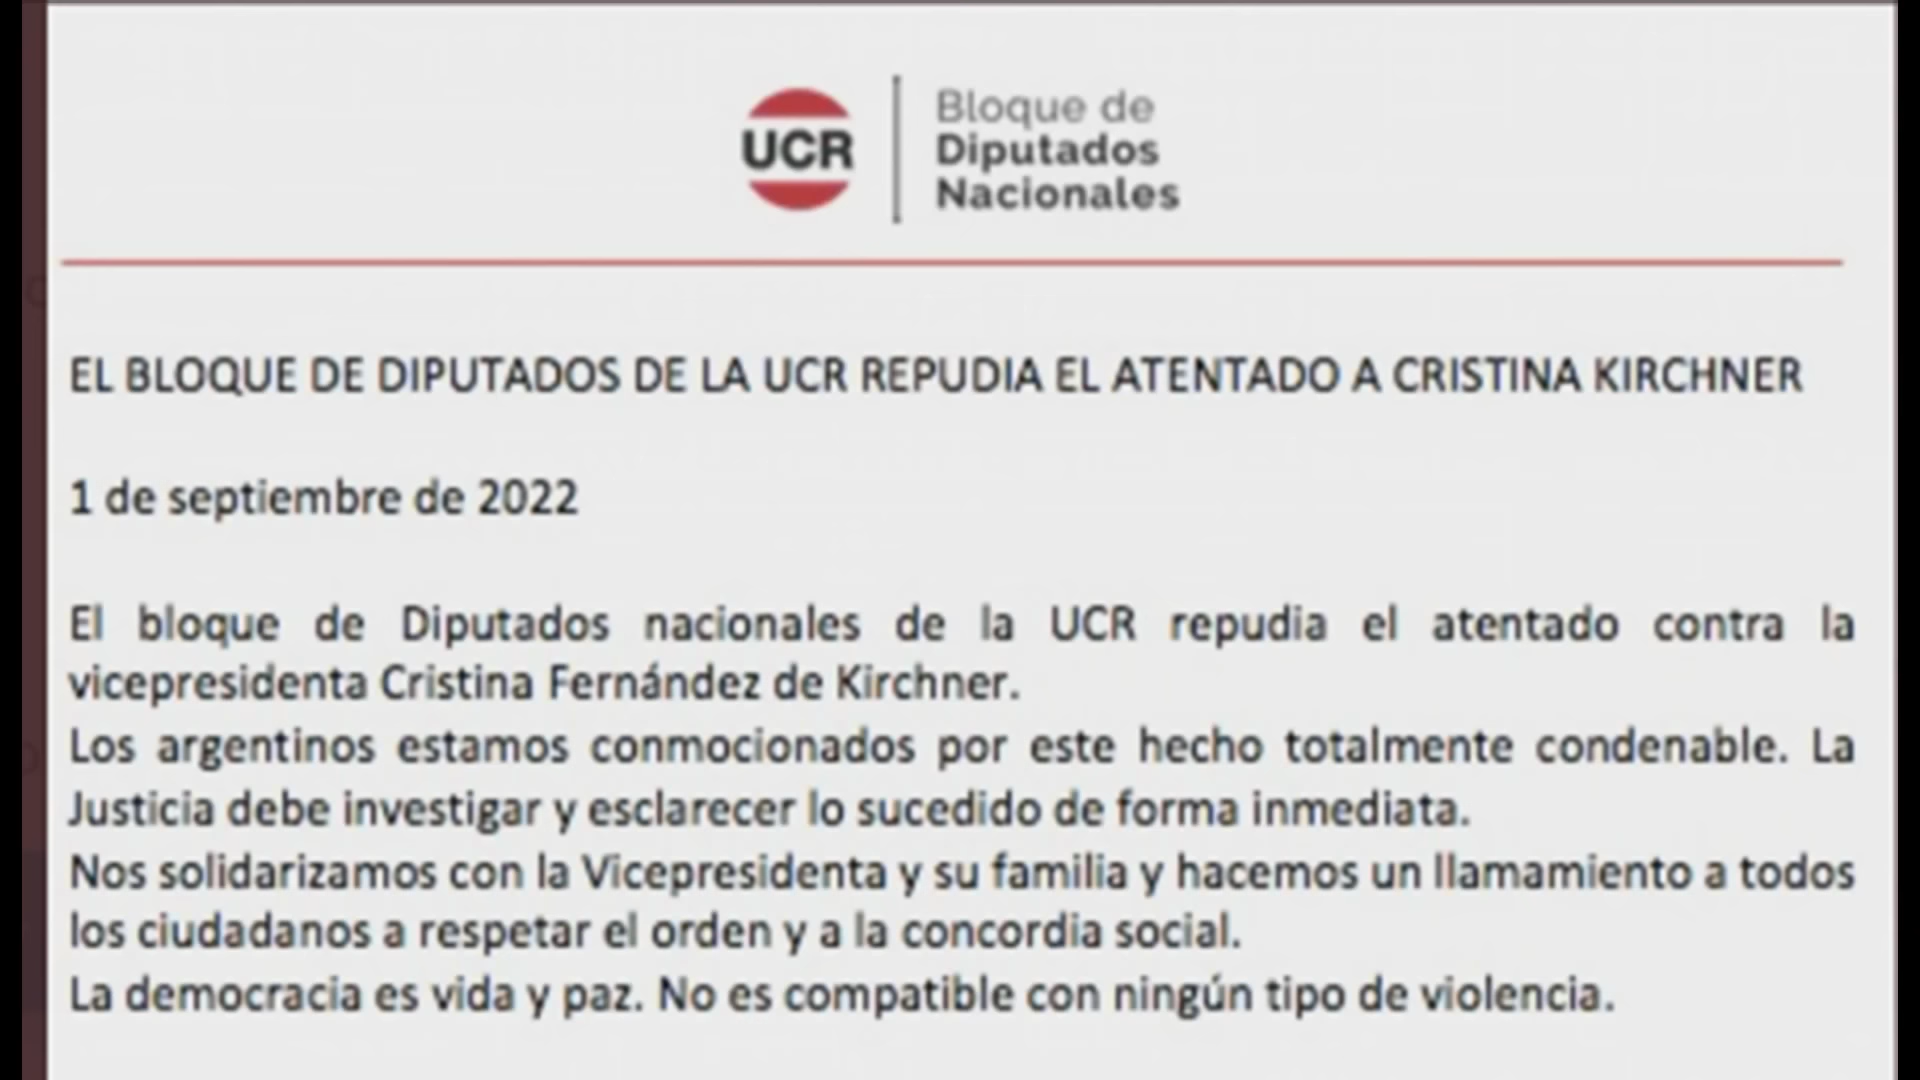 UCR
Bloque de
Diputados
Nacionales
EL BLOQUE DE DIPUTADOS DE LA UCR REPUDIA EL ATENTADO A CRISTINA KIRCHNER
1 de septiembre de 2022
El bloque de Diputados nacionales de la UCR repudia el atentado contra la
vicepresidenta Cristina Fernández de Kirchner.
Los argentinos estamos conmocionados por este hecho totalmente condenable. La
Justicia debe investigar y esclarecer lo sucedido de forma inmediata.
Nos solidarizamos con la Vicepresidenta y su familia y hacemos un llamamiento a todos
los ciudadanos a respetar el orden y a la concordia social.
La democracia es vida y paz. No es compatible con ningún tipo de violencia.